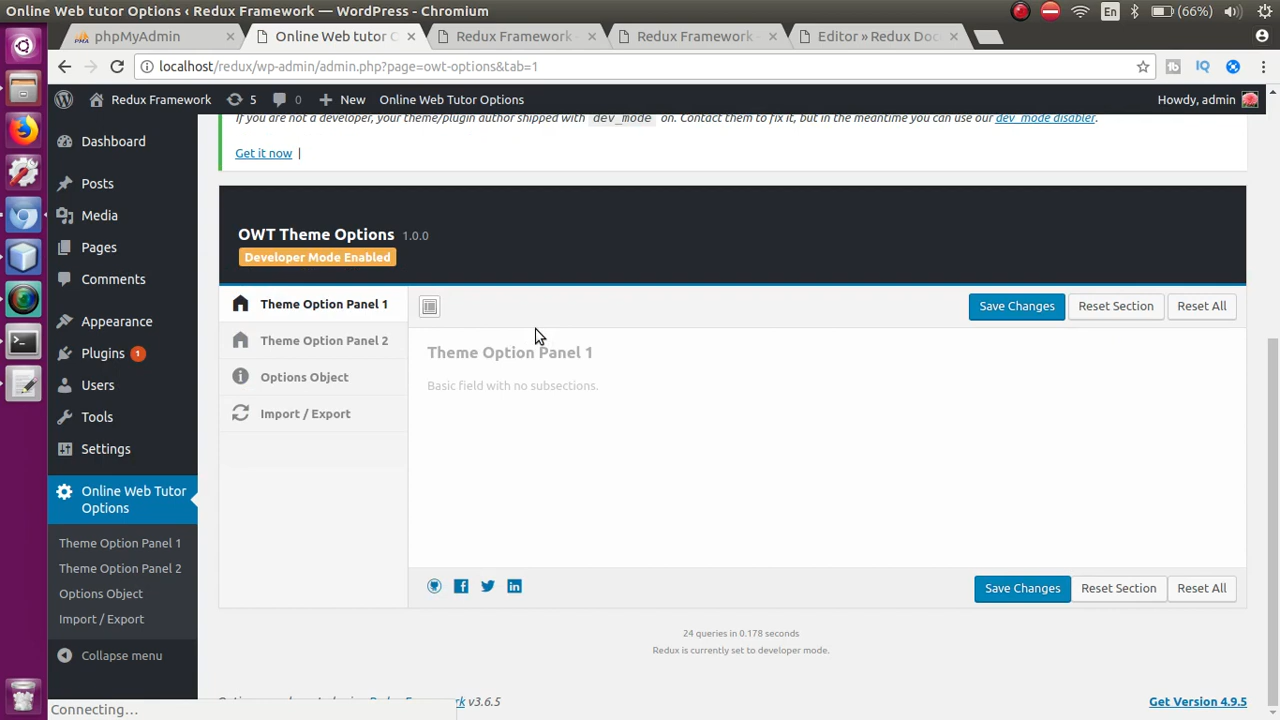 Online Web tutor Options ‹ Redux Framework — WordPress - Chromium
En
(66%)
phpMyAdmin
Online Web tutor O
Redux Framework -
Redux Framework -
Editor » Redux Doc
localhost/redux/wp-admin/admin.php?page=owt-options&tab=1
IQ
Redux Framework
5
0
New
Online Web Tutor Options
Howdy, admin
Dashboard
Posts
Media
Pages
Comments
Appearance
Plugins 1
Users
Tools
Settings
Online Web Tutor
Options
Theme Option Panel 1
Theme Option Panel 2
Options Object
Import / Export
Collapse menu
If you are not a developer, your theme/plugin author shipped with dev_mode on. Contact them to fix it, but in the meantime you can use our dev_mode disabler.
Get it now |
OWT Theme Options 1.0.0
Developer Mode Enabled
Theme Option Panel 1
Theme Option Panel 2
Options Object
Import / Export
Save Changes
Reset Section
Reset All
Theme Option Panel 1
Basic field with no subsections.
Save Changes
Reset Section
Reset All
24 queries in 0.178 seconds
Redux is currently set to developer mode.
v3.6.5
Get Version 4.9.5
Connecting…